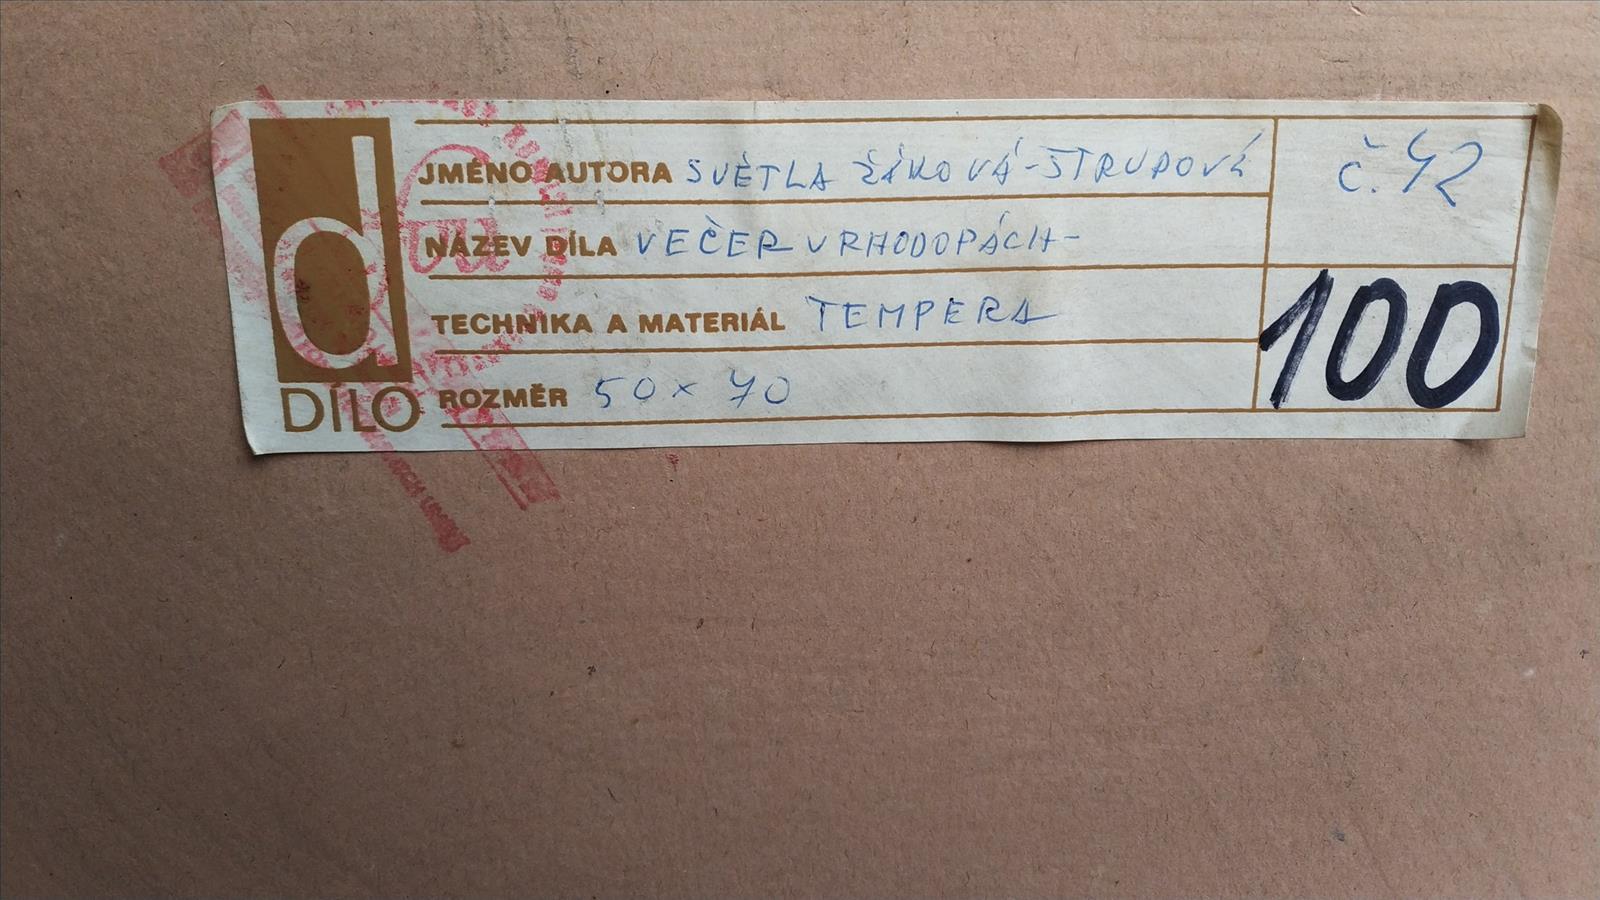 JMÉNO AUTORA SVĚTLA ŽÁKOVÁ-STRUPOVÁ
č. 42
NÁZEV DÍLA VEČER V RHODOPÁCH-
TECHNIKA A MATERIÁL TEMPERA
100
ROZMĚR 50 x 70
d
DÍLO